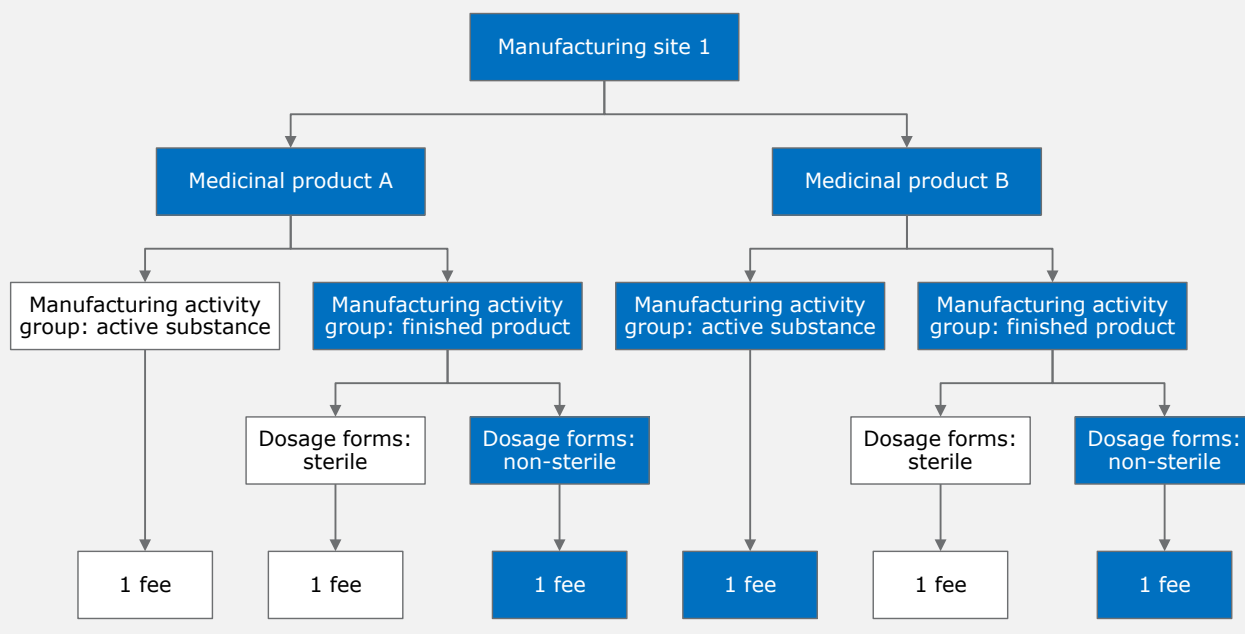 Manufacturing site 1
Medicinal product A
Medicinal product B
Manufacturing activity
group: active substance
Manufacturing activity
group: finished product
Manufacturing activity
group: active substance
Manufacturing activity
group: finished product
Dosage forms:
sterile
Dosage forms:
non-sterile
Dosage forms:
sterile
Dosage forms:
non-sterile
1 fee
1 fee
1 fee
1 fee
1 fee
1 fee